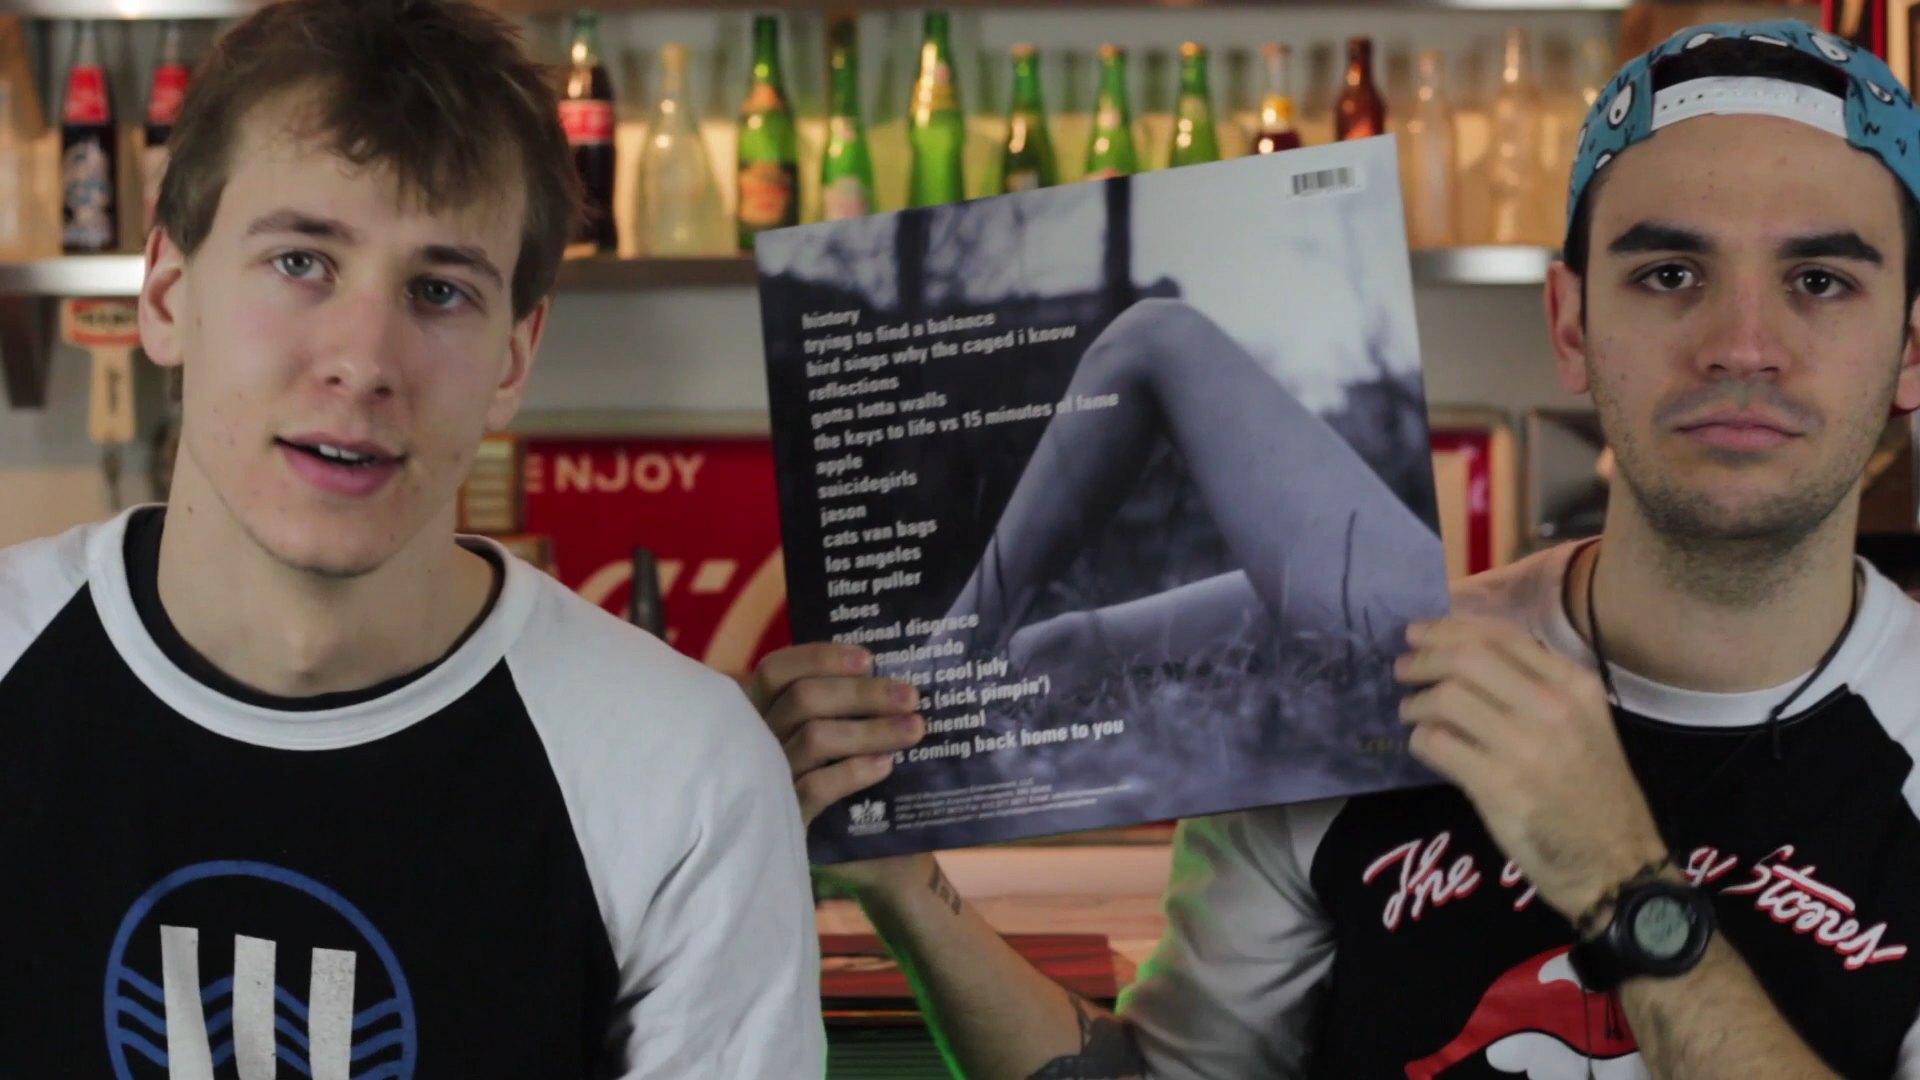 ENJOY
history
trying to find a balance
bird sings why the caged i know
reflections
gotta lotta walls
the keys to life vs 15 minutes of fame
apple
suicidegirls
jason
cats van bags
los angeles
lifter puller
shoes
national disgrace
cool july
(sick pimpin')
coming back home to you
The
Stones